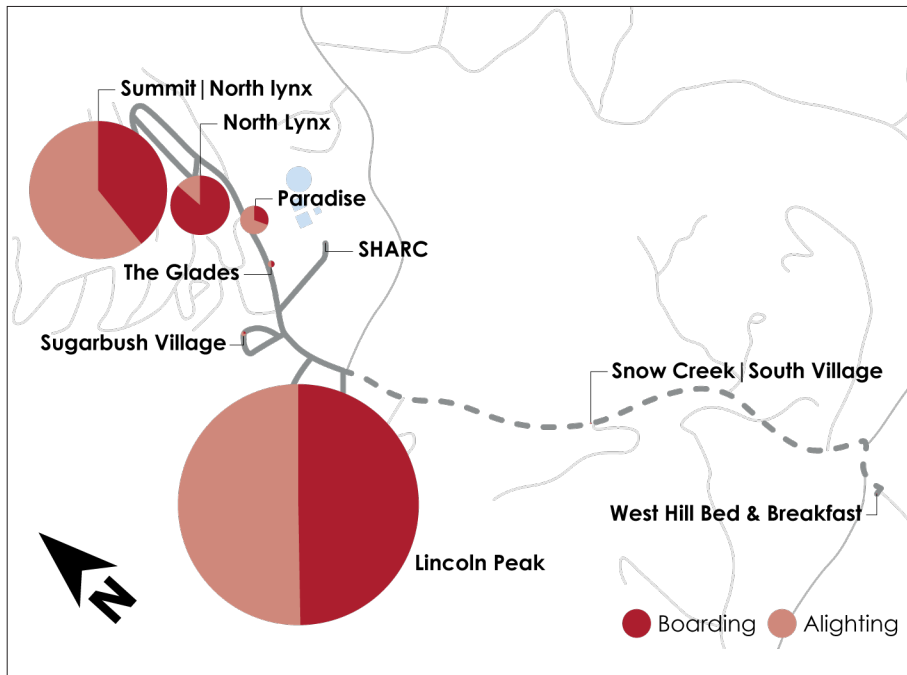 Summit | North lynx
North Lynx
Paradise
SHARC
The Glades
Sugarbush Village
Snow Creek | South Village
West Hill Bed & Breakfast
Lincoln Peak
N
Boarding
Alighting